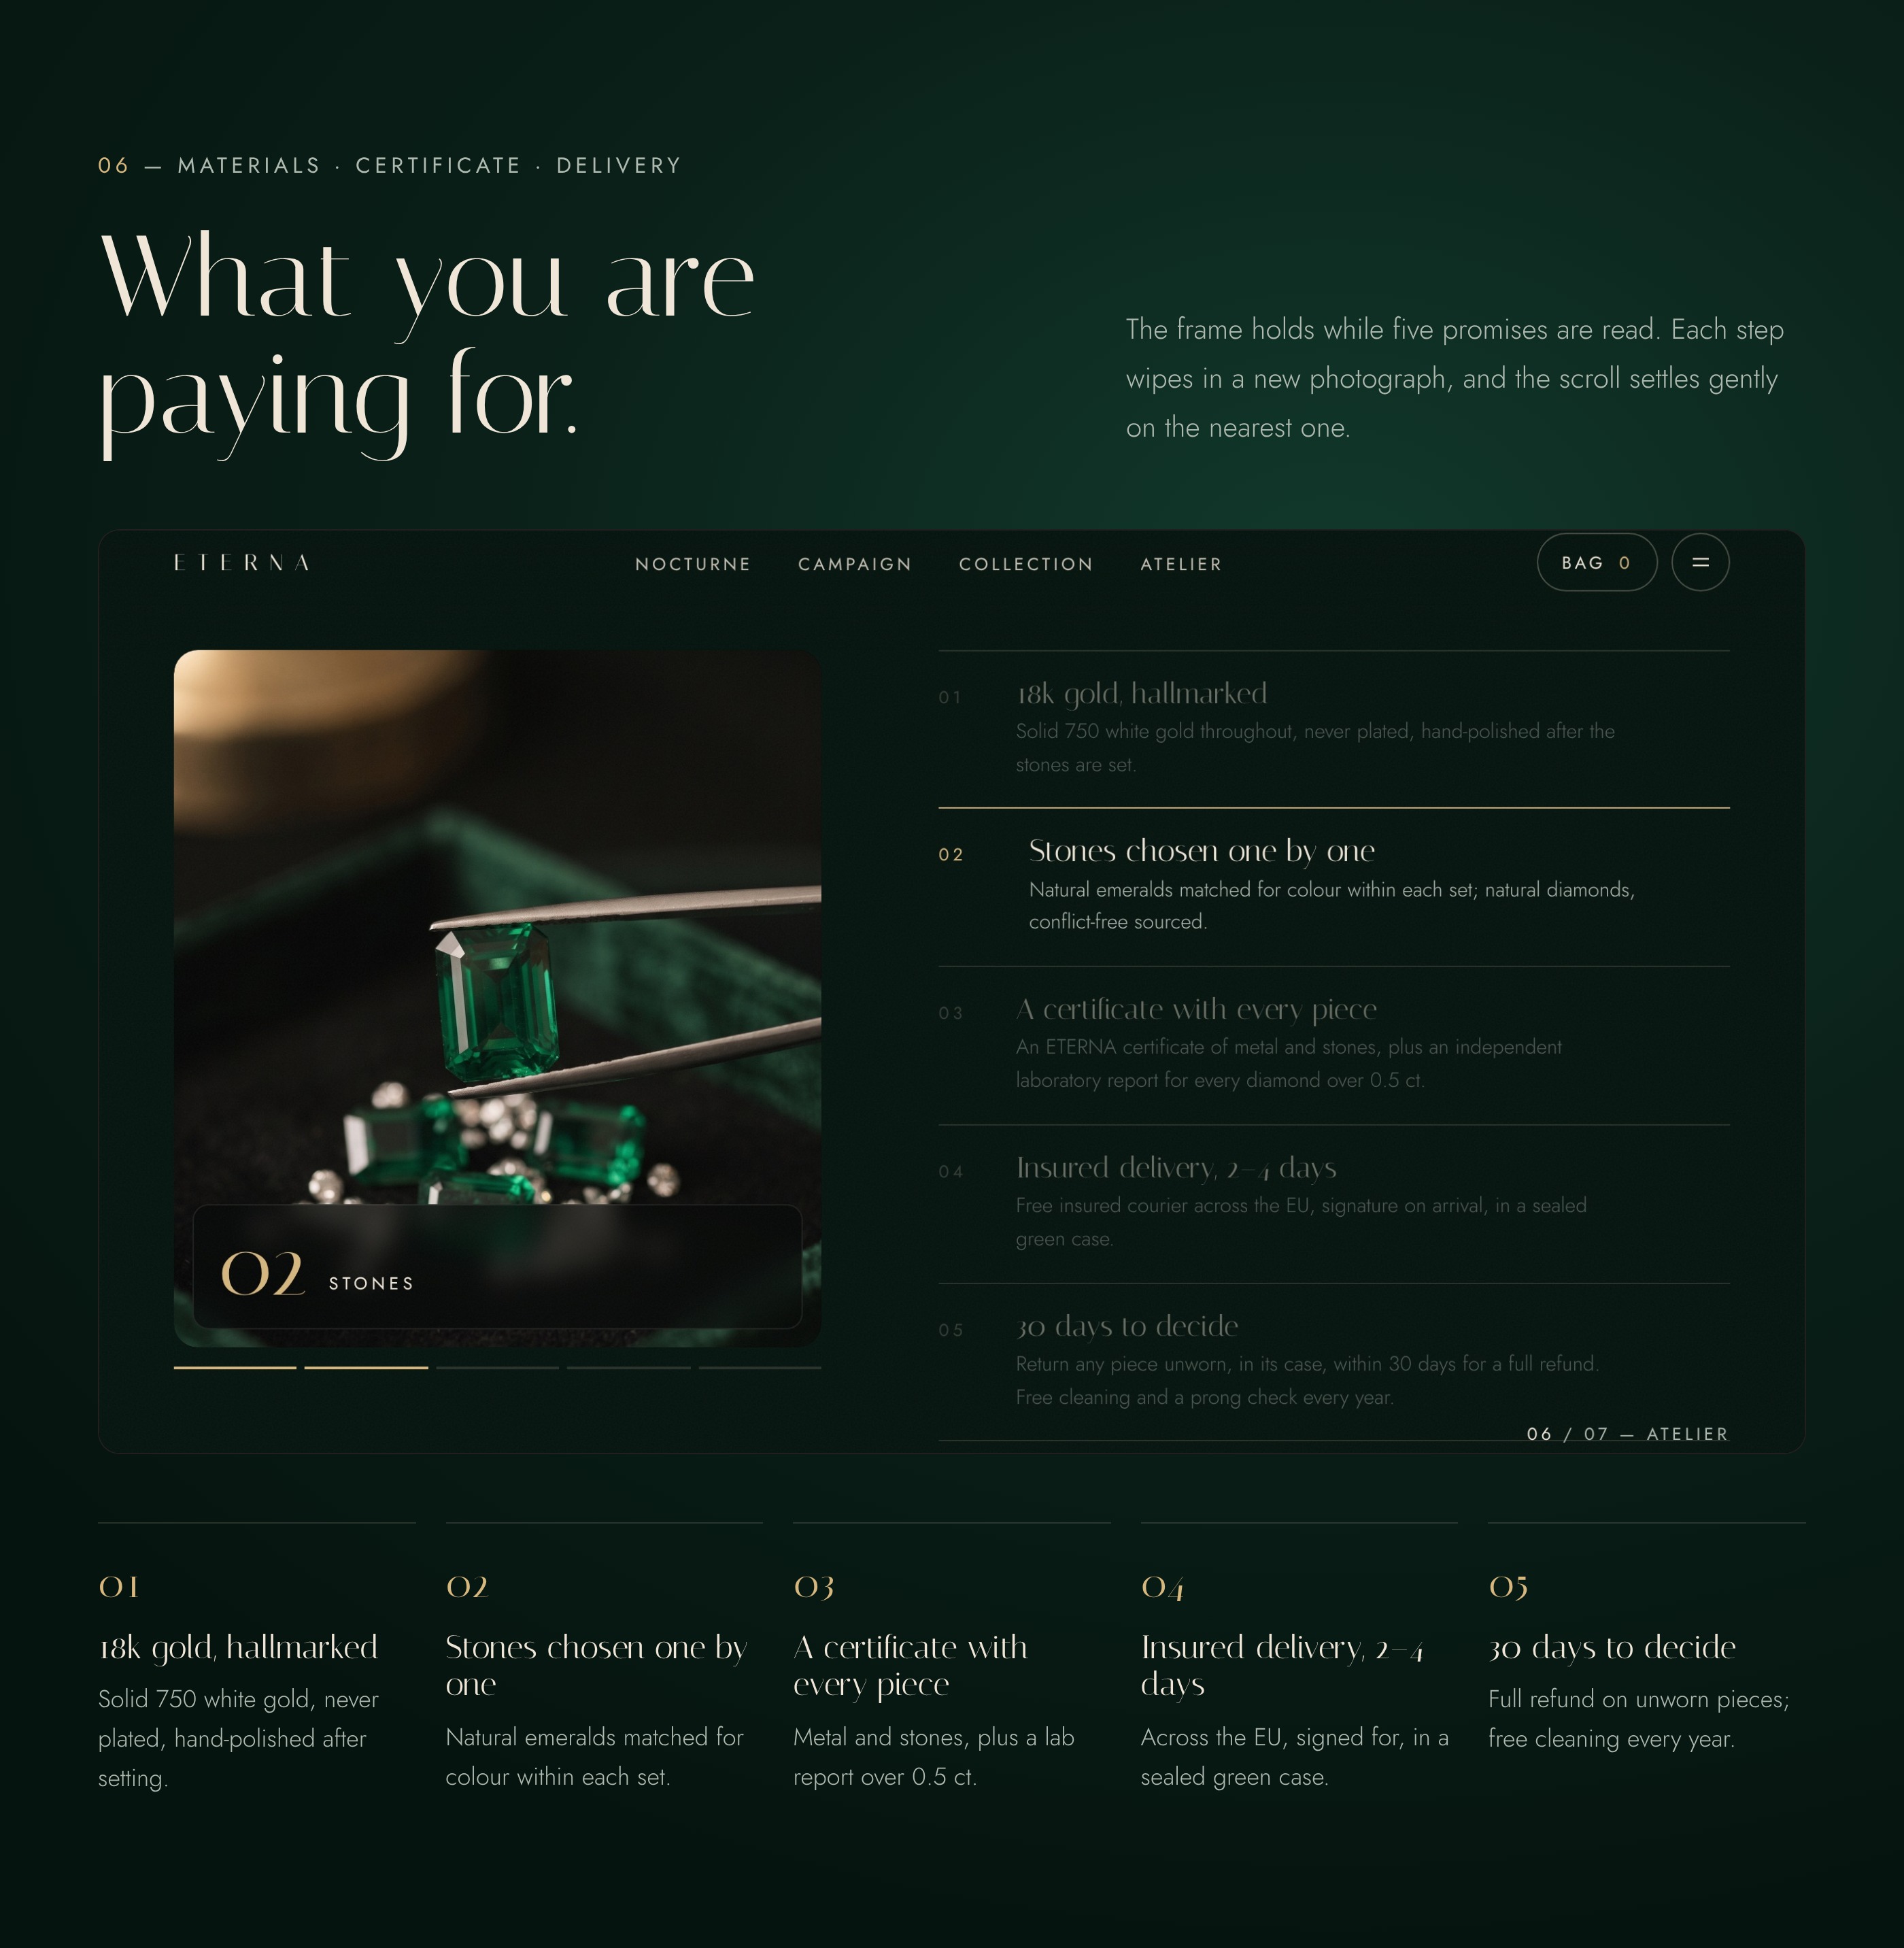 06 — MATERIALS · CERTIFICATE · DELIVERY
What you are
paying for.
The frame holds while five promises are read. Each step
wipes in a new photograph, and the scroll settles gently
on the nearest one.
ETERNA
NOCTURNE CAMPAIGN COLLECTION ATELIER
BAG 0
01 18k gold, hallmarked
Solid 750 white gold throughout, never plated, hand-polished after the
stones are set.
02 Stones chosen one by one
Natural emeralds matched for colour within each set; natural diamonds,
conflict-free sourced.
03 A certificate with every piece
An ETERNA certificate of metal and stones, plus an independent
laboratory report for every diamond over 0.5 ct.
04 Insured delivery, 2–4 days
Free insured courier across the EU, signature on arrival, in a sealed
green case.
05 30 days to decide
Return any piece unworn, in its case, within 30 days for a full refund.
Free cleaning and a prong check every year.
02 STONES
06 / 07 — ATELIER
01
18k gold, hallmarked
Solid 750 white gold, never
plated, hand-polished after
setting.
02
Stones chosen one by
one
Natural emeralds matched for
colour within each set.
03
A certificate with
every piece
Metal and stones, plus a lab
report over 0.5 ct.
04
Insured delivery, 2–4
days
Across the EU, signed for, in a
sealed green case.
05
30 days to decide
Full refund on unworn pieces;
free cleaning every year.